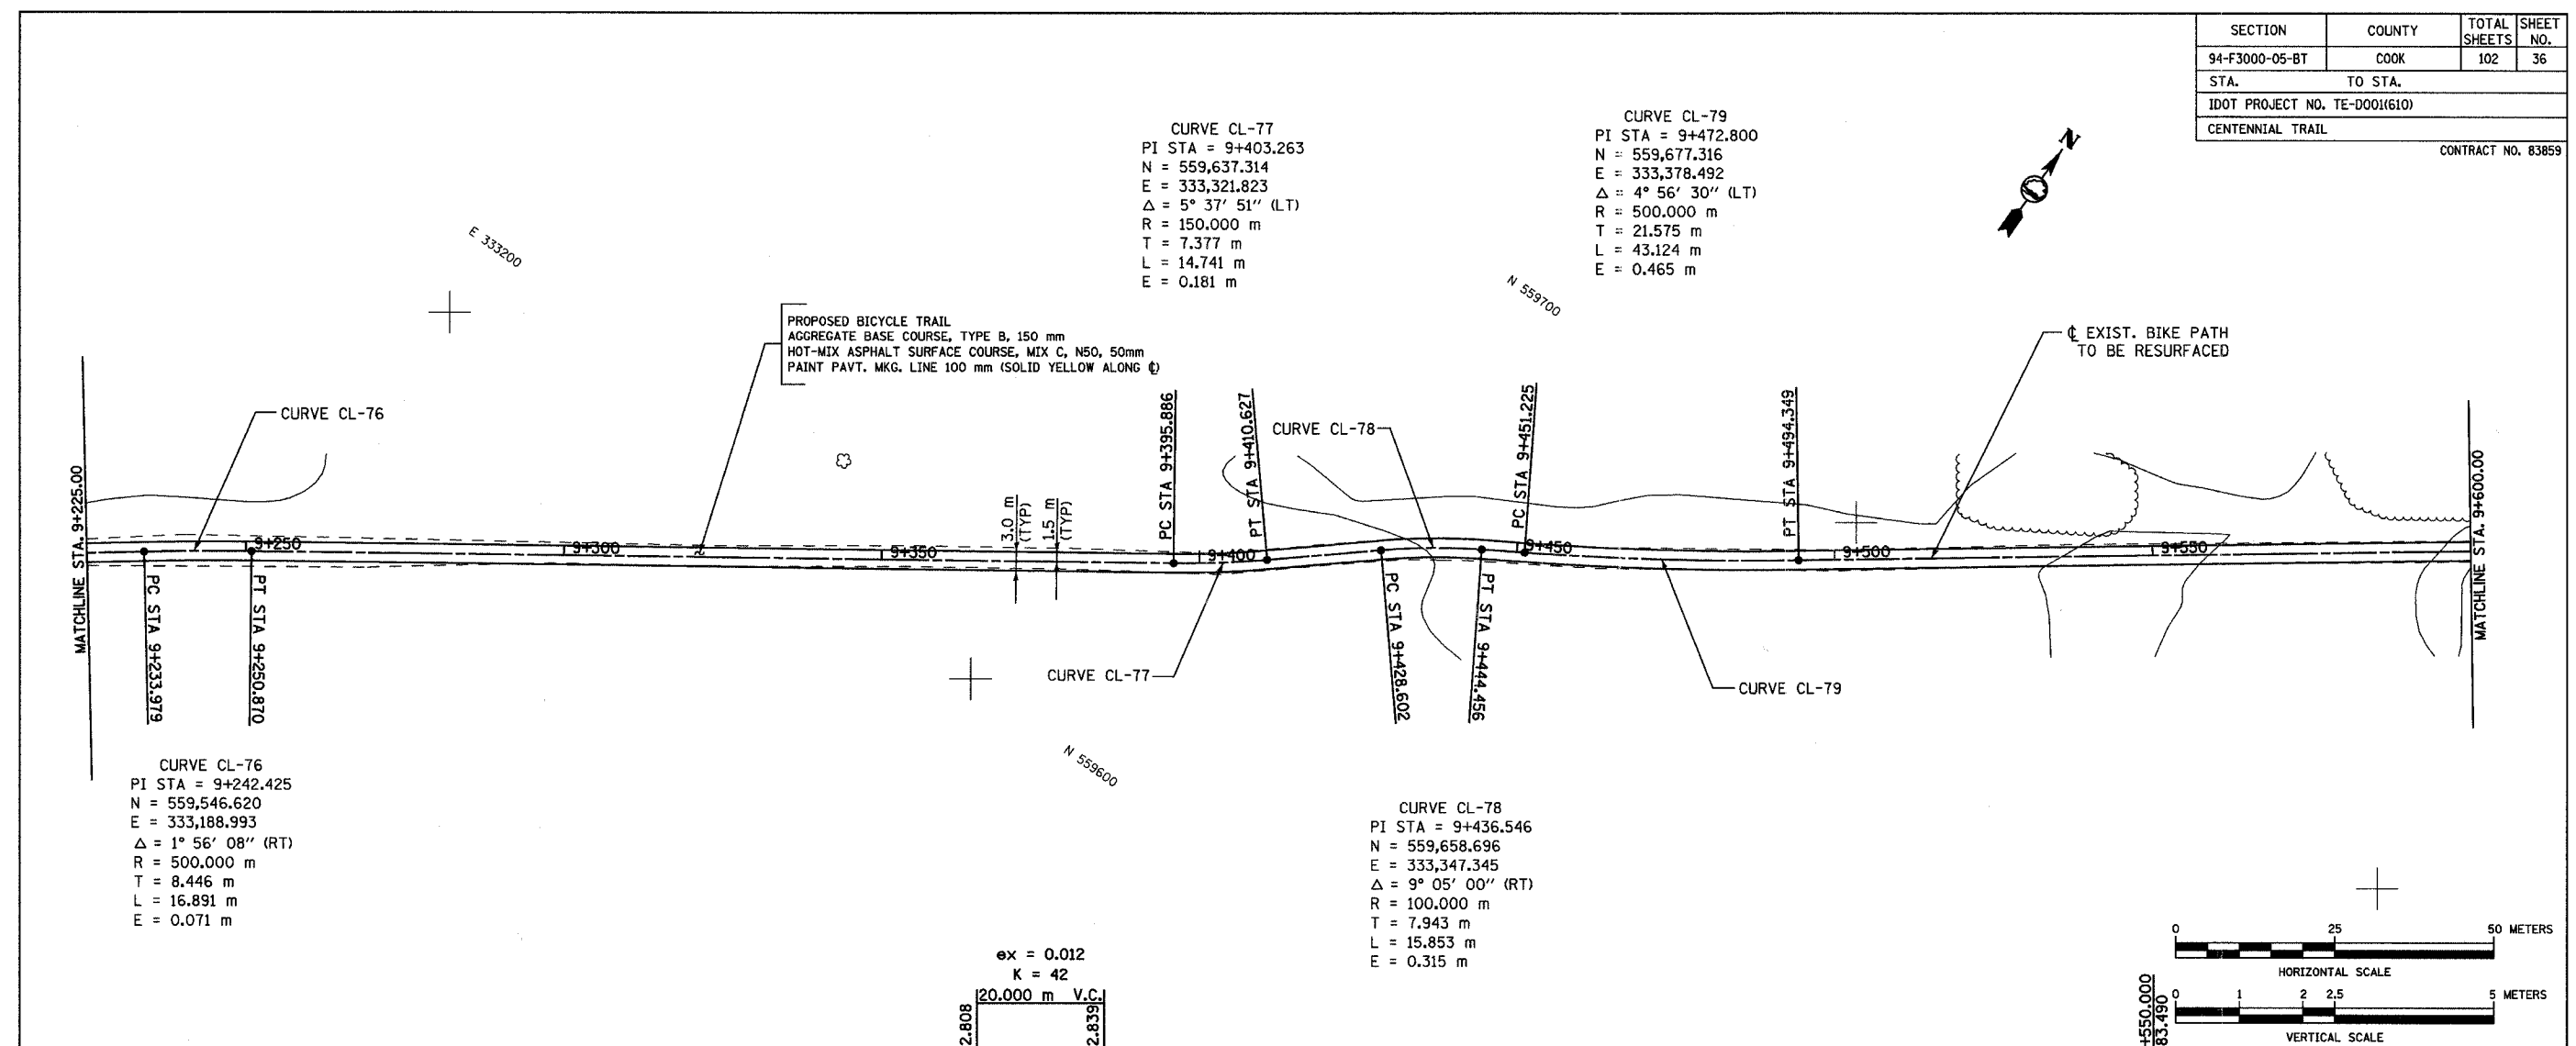 SECTION COUNTY TOTAL SHEETS SHEET NO.
94-F3000-05-BT COOK 102 36
STA. TO STA.
IDOT PROJECT NO. TE-D001(610)
CENTENNIAL TRAIL
CONTRACT NO. 83859
CURVE CL-77
PI STA = 9+403.263
N = 559,637.314
E = 333,321.823
Δ = 5° 37' 51" (LT)
R = 150.000 m
T = 7.377 m
L = 14.741 m
E = 0.181 m
CURVE CL-79
PI STA = 9+472.800
N = 559,677.316
E = 333,378.492
Δ = 4° 56' 30" (LT)
R = 500.000 m
T = 21.575 m
L = 43.124 m
E = 0.465 m
N
E 333200
N 559700
PROPOSED BICYCLE TRAIL
AGGREGATE BASE COURSE, TYPE B, 150 mm
HOT-MIX ASPHALT SURFACE COURSE, MIX C, N50, 50mm
PAINT PAVT. MKG. LINE 100 mm (SOLID YELLOW ALONG ℄)
℄ EXIST. BIKE PATH
TO BE RESURFACED
CURVE CL-76
CURVE CL-78
MATCHLINE STA. 9+225.00
3.0 m
(TYP)
1.5 m
(TYP)
PC STA 9+395.886
PT STA 9+410.627
PC STA 9+451.225
PT STA 9+494.349
MATCHLINE STA. 9+600.00
9+250
9+300
9+350
9+400
9+450
9+500
9+550
PC STA 9+233.979
PT STA 9+250.870
PC STA 9+428.602
PT STA 9+444.456
CURVE CL-77
CURVE CL-79
N 559600
CURVE CL-76
PI STA = 9+242.425
N = 559,546.620
E = 333,188.993
Δ = 1° 56' 08" (RT)
R = 500.000 m
T = 8.446 m
L = 16.891 m
E = 0.071 m
CURVE CL-78
PI STA = 9+436.546
N = 559,658.696
E = 333,347.345
Δ = 9° 05' 00" (RT)
R = 100.000 m
T = 7.943 m
L = 15.853 m
E = 0.315 m
ex = 0.012
K = 42
20.000 m V.C.
2.808
2.839
+550.000
83.490
0 25 50 METERS
HORIZONTAL SCALE
0 1 2 2.5 5 METERS
VERTICAL SCALE